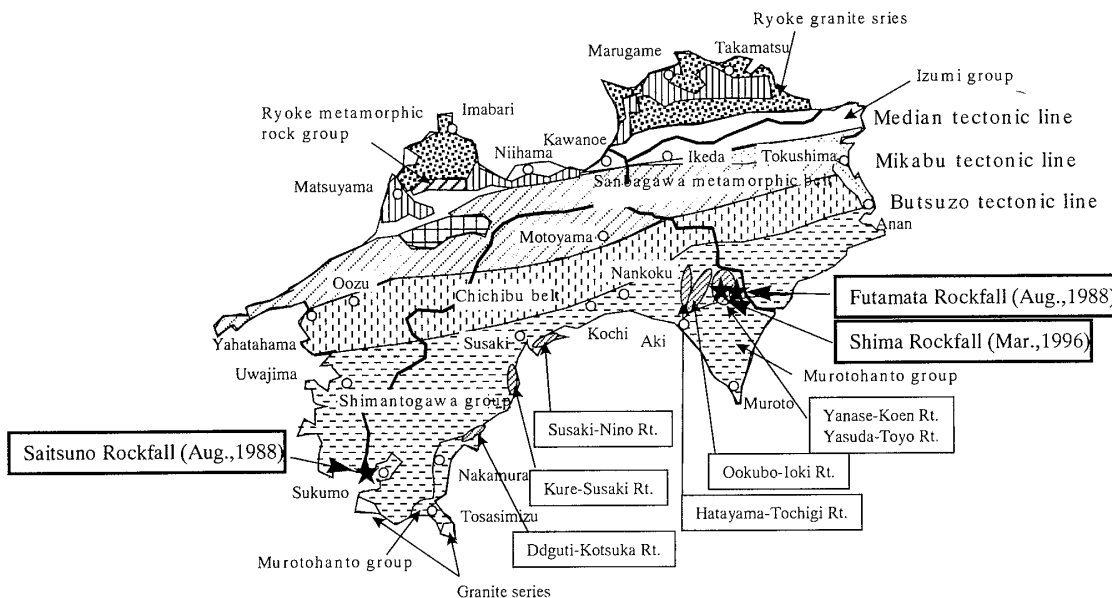 Ryoke granite sries
Marugame
Takamatsu
Izumi group
Median tectonic line
Ryoke metamorphic
rock group
Imabari
Kawanoe
Niihama
Ikeda
Tokushima
Mikabu tectonic line
Matsuyama
Sanbagawa metamorphic belt
Butsuzo tectonic line
Anan
Motoyama
Nankoku
Oozu
Chichibu belt
Futamata Rockfall (Aug.,1988)
Kochi
Aki
Shima Rockfall (Mar.,1996)
Yahatahama
Susaki
Murotohanto group
Uwajima
Muroto
Shimantogawa group
Yanase-Koen Rt.
Yasuda-Toyo Rt.
Susaki-Nino Rt.
Saitsuno Rockfall (Aug.,1988)
Ookubo-Ioki Rt.
Nakamura
Kure-Susaki Rt.
Sukumo
Hatayama-Tochigi Rt.
Tosasimizu
Ddguti-Kotsuka Rt.
Murotohanto group
Granite series